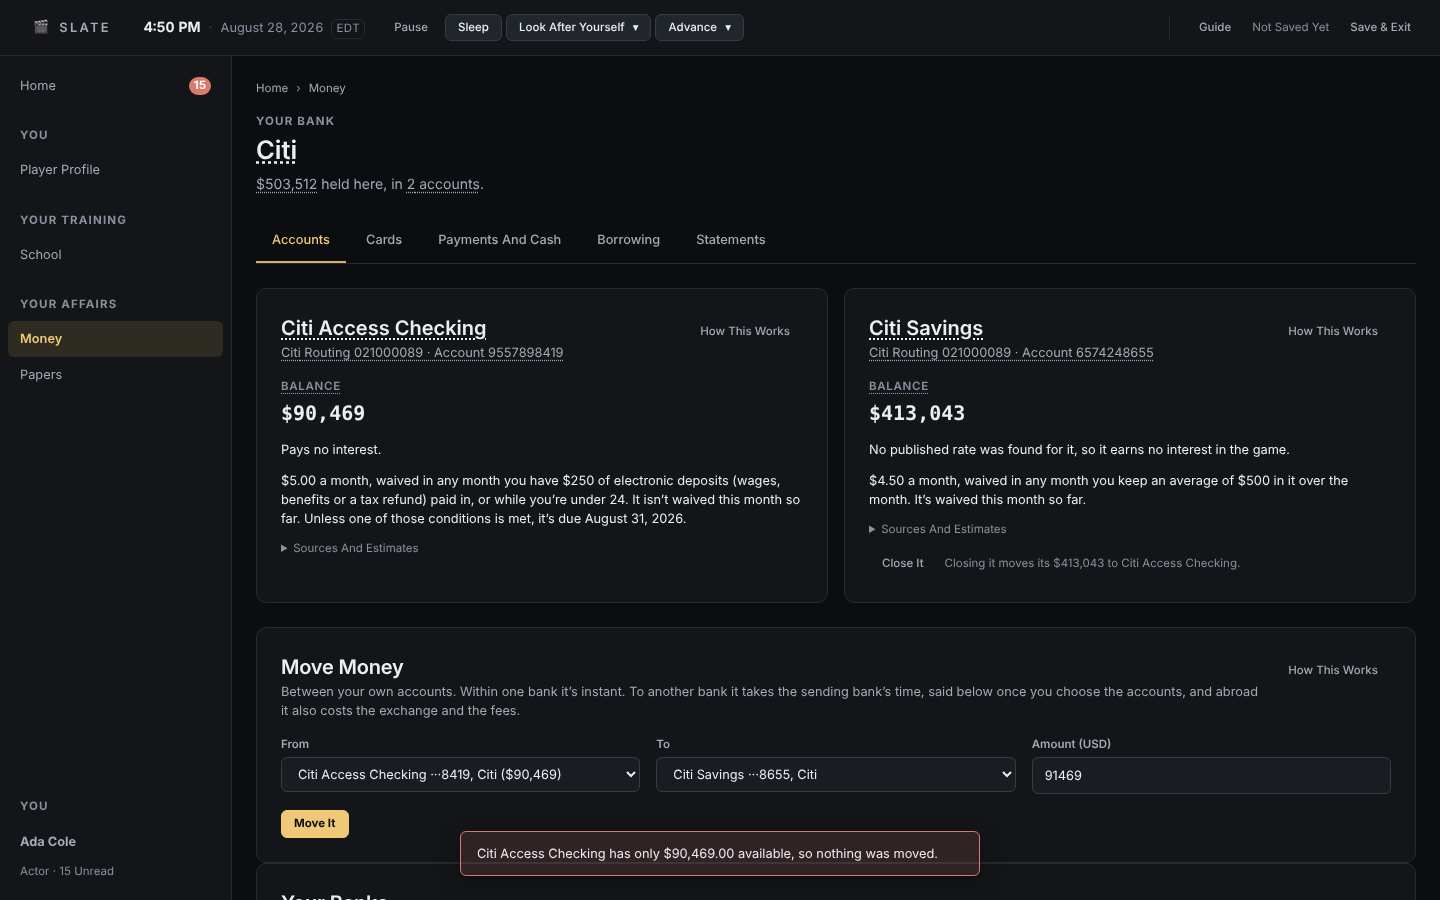 SLATE
4:50 PM · August 28, 2026 EDT
Pause
Sleep
Look After Yourself ▾
Advance ▾
Guide
Not Saved Yet
Save & Exit
Home
15
YOU
Player Profile
YOUR TRAINING
School
YOUR AFFAIRS
Money
Papers
YOU
Ada Cole
Actor · 15 Unread
Home › Money
YOUR BANK
Citi
$503,512 held here, in 2 accounts.
Accounts
Cards
Payments And Cash
Borrowing
Statements
Citi Access Checking
How This Works
Citi Routing 021000089 · Account 9557898419
BALANCE
$90,469
Pays no interest.
$5.00 a month, waived in any month you have $250 of electronic deposits (wages,
benefits or a tax refund) paid in, or while you’re under 24. It isn’t waived this month so
far. Unless one of those conditions is met, it’s due August 31, 2026.
▶ Sources And Estimates
Citi Savings
How This Works
Citi Routing 021000089 · Account 6574248655
BALANCE
$413,043
No published rate was found for it, so it earns no interest in the game.
$4.50 a month, waived in any month you keep an average of $500 in it over the
month. It’s waived this month so far.
▶ Sources And Estimates
Close It
Closing it moves its $413,043 to Citi Access Checking.
Move Money
How This Works
Between your own accounts. Within one bank it’s instant. To another bank it takes the sending bank’s time, said below once you choose the accounts, and abroad
it also costs the exchange and the fees.
From
Citi Access Checking ···8419, Citi ($90,469)
To
Citi Savings ···8655, Citi
Amount (USD)
91469
Move It
Citi Access Checking has only $90,469.00 available, so nothing was moved.
Your Banks